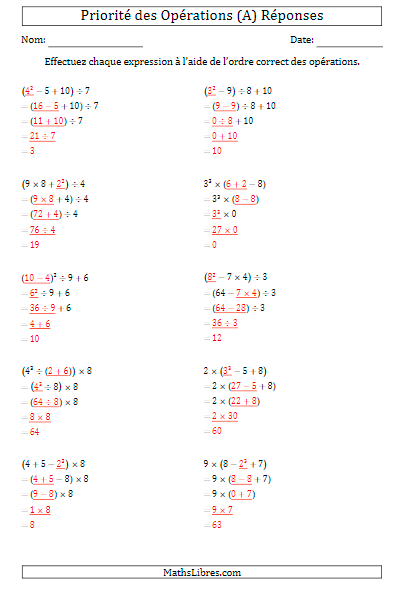 Priorité des Opérations (A) Réponses
Nom: Date:
Effectuez chaque expression à l'aide de l'ordre correct des opérations.
(4² − 5 + 10) ÷ 7
= (16 − 5 + 10) ÷ 7
= (11 + 10) ÷ 7
= 21 ÷ 7
= 3
(3² − 9) ÷ 8 + 10
= (9 − 9) ÷ 8 + 10
= 0 ÷ 8 + 10
= 0 + 10
= 10
(9 × 8 + 2²) ÷ 4
= (9 × 8 + 4) ÷ 4
= (72 + 4) ÷ 4
= 76 ÷ 4
= 19
3³ × (6 + 2 − 8)
= 3³ × (8 − 8)
= 3³ × 0
= 27 × 0
= 0
(10 − 4)² ÷ 9 + 6
= 6² ÷ 9 + 6
= 36 ÷ 9 + 6
= 4 + 6
= 10
(8² − 7 × 4) ÷ 3
= (64 − 7 × 4) ÷ 3
= (64 − 28) ÷ 3
= 36 ÷ 3
= 12
(4³ ÷ (2 + 6)) × 8
= (4³ ÷ 8) × 8
= (64 ÷ 8) × 8
= 8 × 8
= 64
2 × (3³ − 5 + 8)
= 2 × (27 − 5 + 8)
= 2 × (22 + 8)
= 2 × 30
= 60
(4 + 5 − 2³) × 8
= (4 + 5 − 8) × 8
= (9 − 8) × 8
= 1 × 8
= 8
9 × (8 − 2³ + 7)
= 9 × (8 − 8 + 7)
= 9 × (0 + 7)
= 9 × 7
= 63
MathsLibres.com